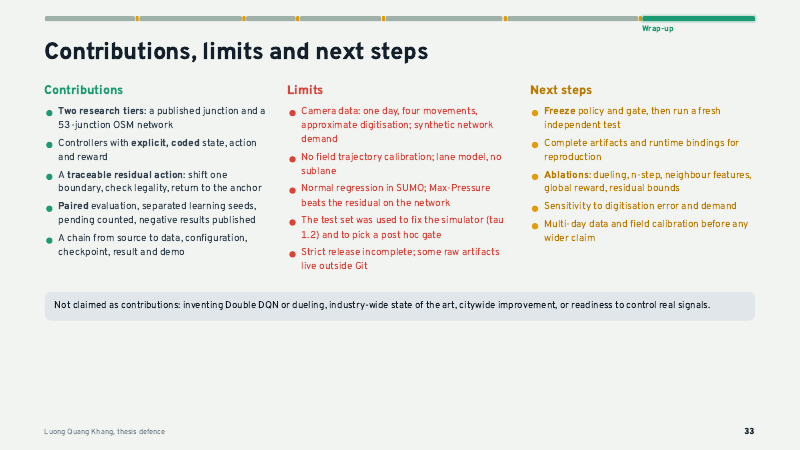 Wrap-up
Contributions, limits and next steps
Contributions
Two research tiers: a published junction and a
53-junction OSM network
Controllers with explicit, coded state, action
and reward
A traceable residual action: shift one
boundary, check legality, return to the anchor
Paired evaluation, separated learning seeds,
pending counted, negative results published
A chain from source to data, configuration,
checkpoint, result and demo
Limits
Camera data: one day, four movements,
approximate digitisation; synthetic network
demand
No field trajectory calibration; lane model, no
sublane
Normal regression in SUMO; Max-Pressure
beats the residual on the network
The test set was used to fix the simulator (tau
1.2) and to pick a post hoc gate
Strict release incomplete; some raw artifacts
live outside Git
Next steps
Freeze policy and gate, then run a fresh
independent test
Complete artifacts and runtime bindings for
reproduction
Ablations: dueling, n-step, neighbour features,
global reward, residual bounds
Sensitivity to digitisation error and demand
Multi-day data and field calibration before any
wider claim
Not claimed as contributions: inventing Double DQN or dueling, industry-wide state of the art, citywide improvement, or readiness to control real signals.
Luong Quang Khang, thesis defence
33